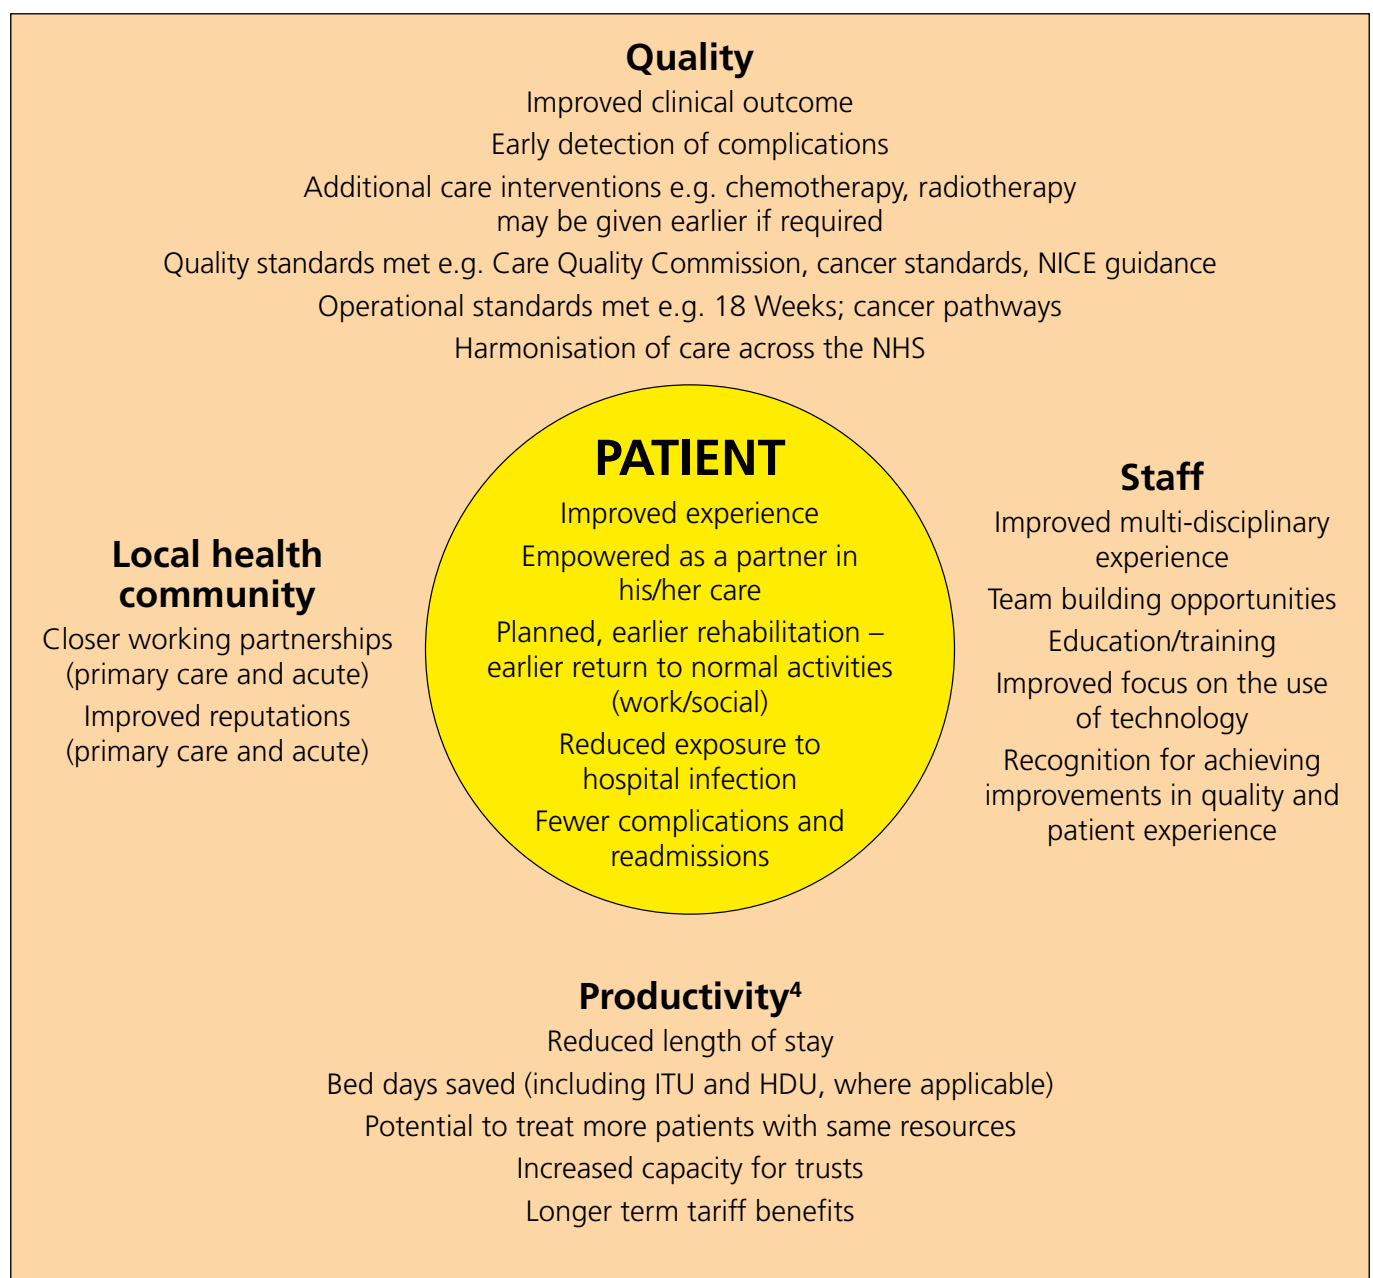 Quality
Improved clinical outcome
Early detection of complications
Additional care interventions e.g. chemotherapy, radiotherapy
may be given earlier if required
Quality standards met e.g. Care Quality Commission, cancer standards, NICE guidance
Operational standards met e.g. 18 Weeks; cancer pathways
Harmonisation of care across the NHS
Local health
community
Closer working partnerships
(primary care and acute)
Improved reputations
(primary care and acute)
PATIENT
Improved experience
Empowered as a partner in
his/her care
Planned, earlier rehabilitation –
earlier return to normal activities
(work/social)
Reduced exposure to
hospital infection
Fewer complications and
readmissions
Staff
Improved multi-disciplinary
experience
Team building opportunities
Education/training
Improved focus on the use
of technology
Recognition for achieving
improvements in quality and
patient experience
Productivity⁴
Reduced length of stay
Bed days saved (including ITU and HDU, where applicable)
Potential to treat more patients with same resources
Increased capacity for trusts
Longer term tariff benefits